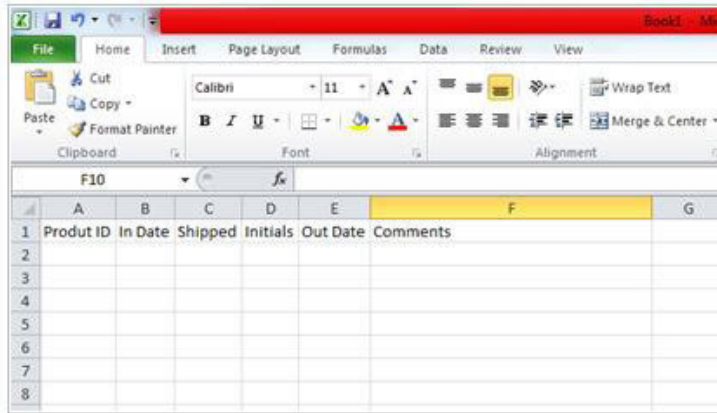 Book1 - Mi
File Home Insert Page Layout Formulas Data Review View
Cut
Copy
Format Painter
Paste
Calibri 11 A A Wrap Text
B I U A Merge & Center
Clipboard Font Alignment
F10 fx
A B C D E F G
1 Produt ID In Date Shipped Initials Out Date Comments
2
3
4
5
6
7
8